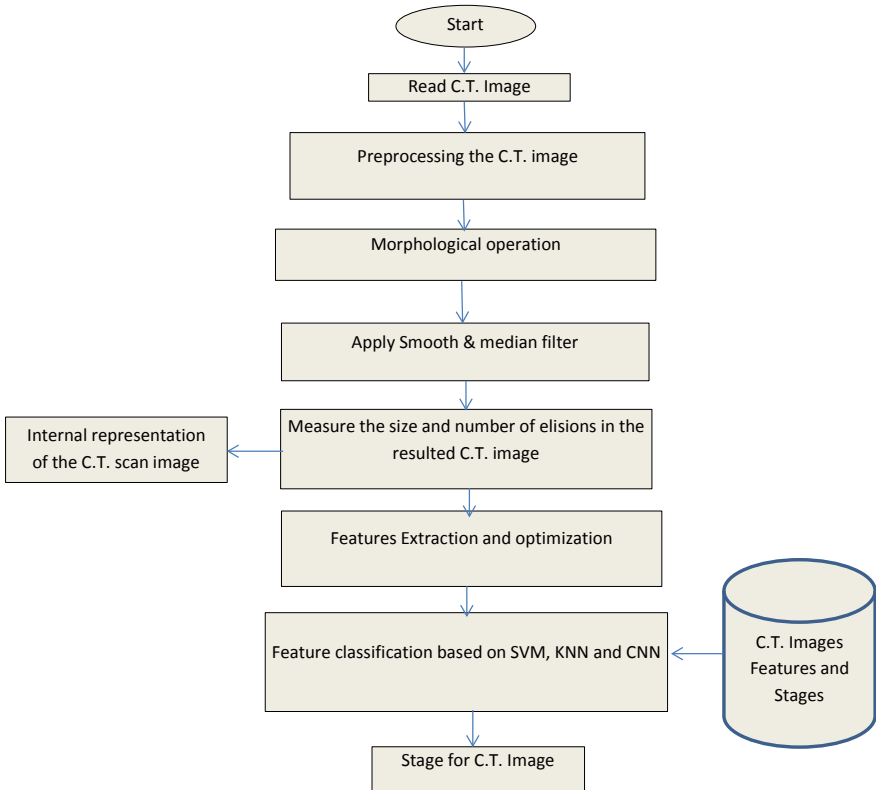 Start
Read C.T. Image
Preprocessing the C.T. image
Morphological operation
Apply Smooth & median filter
Measure the size and number of elisions in the
resulted C.T. image
Internal representation
of the C.T. scan image
Features Extraction and optimization
Feature classification based on SVM, KNN and CNN
C.T. Images
Features and
Stages
Stage for C.T. Image